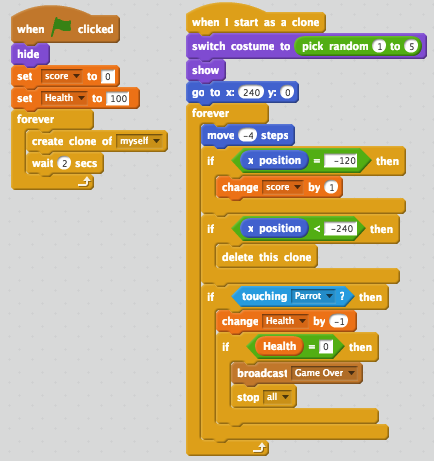 when clicked
hide
set score to 0
set Health to 100
forever
create clone of myself
wait 2 secs
when I start as a clone
switch costume to pick random 1 to 5
show
go to x: 240 y: 0
forever
move -4 steps
if x position = -120 then
change score by 1
if x position < -240 then
delete this clone
if touching Parrot ? then
change Health by -1
if Health = 0 then
broadcast Game Over
stop all